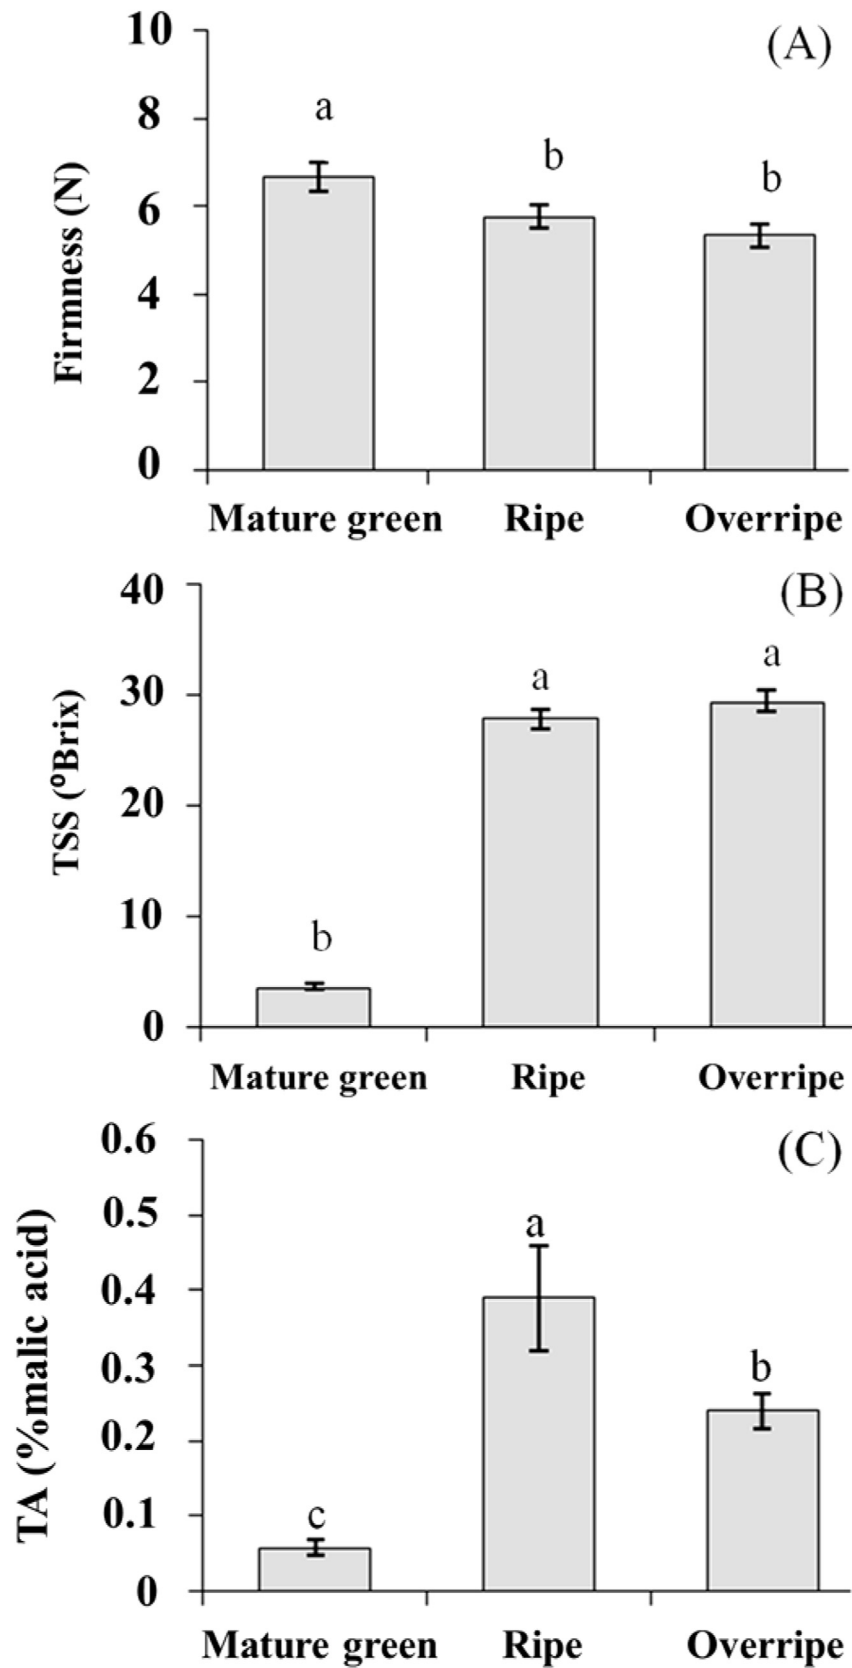 (A)
10
8
6
4
2
0
Firmness (N)
a
b
b
Mature green
Ripe
Overripe
(B)
40
30
20
10
0
TSS (⁰Brix)
b
a
a
Mature green
Ripe
Overripe
(C)
0.6
0.5
0.4
0.3
0.2
0.1
0
TA (%malic acid)
c
a
b
Mature green
Ripe
Overripe